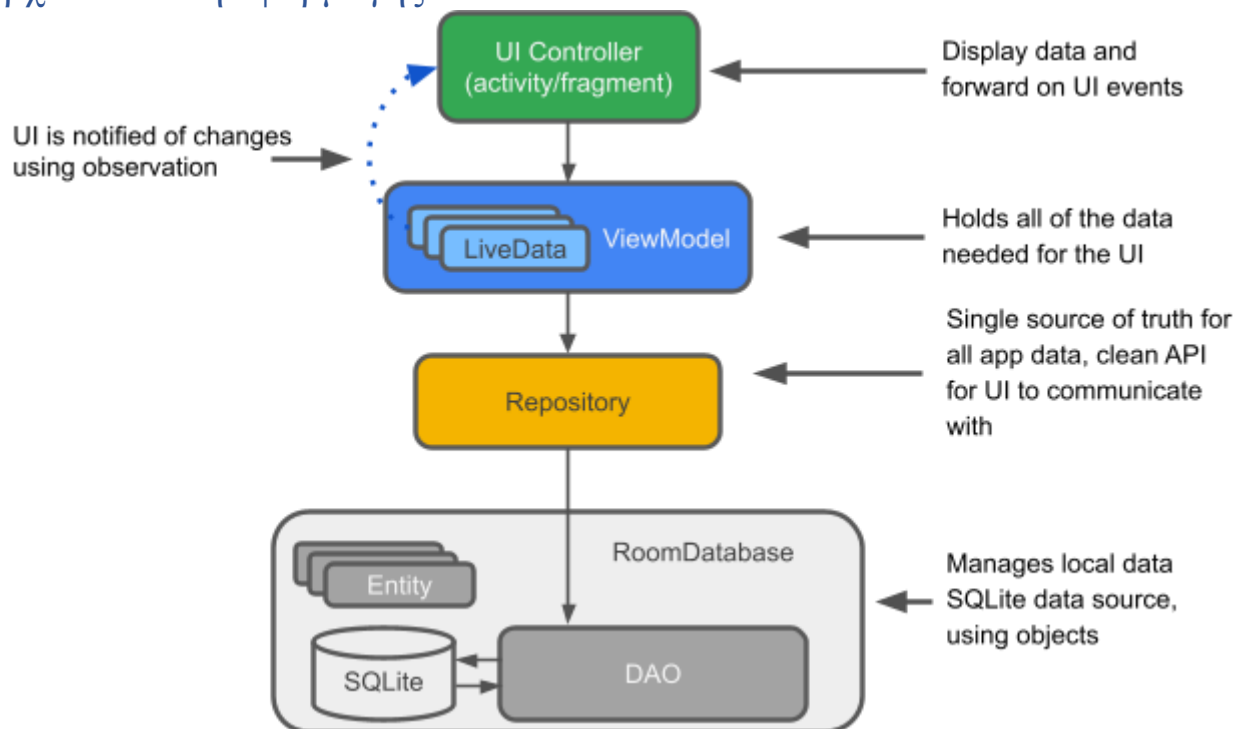 UI Controller
(activity/fragment)
Display data and
forward on UI events
UI is notified of changes
using observation
LiveData
ViewModel
Holds all of the data
needed for the UI
Repository
Single source of truth for
all app data, clean API
for UI to communicate
with
RoomDatabase
Entity
SQLite
DAO
Manages local data
SQLite data source,
using objects